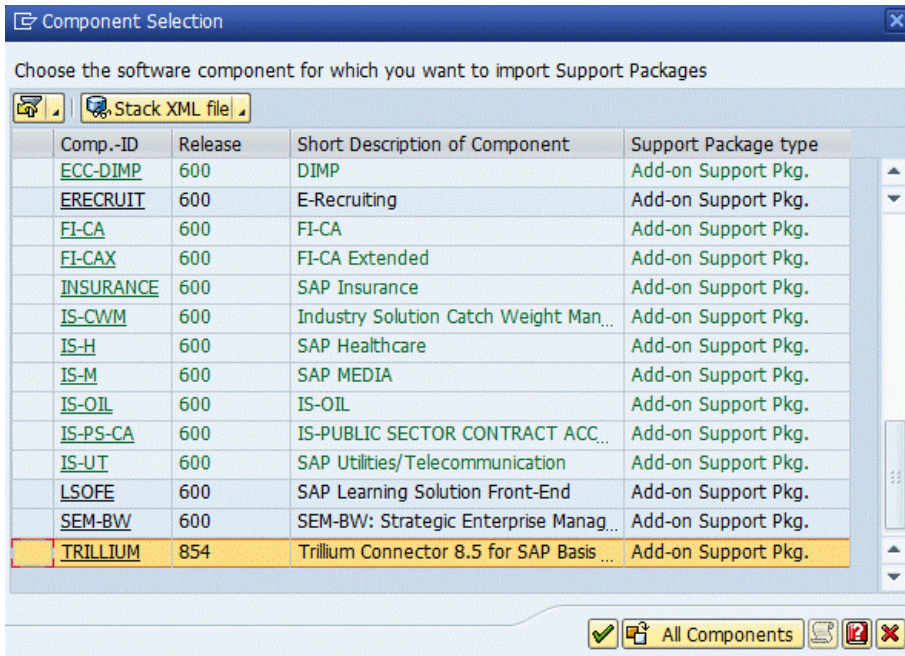 Component Selection
Choose the software component for which you want to import Support Packages
Stack XML file
Comp.-ID Release Short Description of Component Support Package type
ECC-DIMP 600 DIMP Add-on Support Pkg.
ERECRUIT 600 E-Recruiting Add-on Support Pkg.
FI-CA 600 FI-CA Add-on Support Pkg.
FI-CAX 600 FI-CA Extended Add-on Support Pkg.
INSURANCE 600 SAP Insurance Add-on Support Pkg.
IS-CWM 600 Industry Solution Catch Weight Man... Add-on Support Pkg.
IS-H 600 SAP Healthcare Add-on Support Pkg.
IS-M 600 SAP MEDIA Add-on Support Pkg.
IS-OIL 600 IS-OIL Add-on Support Pkg.
IS-PS-CA 600 IS-PUBLIC SECTOR CONTRACT ACC... Add-on Support Pkg.
IS-UT 600 SAP Utilities/Telecommunication Add-on Support Pkg.
LSOFE 600 SAP Learning Solution Front-End Add-on Support Pkg.
SEM-BW 600 SEM-BW: Strategic Enterprise Manag... Add-on Support Pkg.
TRILLIUM 854 Trillium Connector 8.5 for SAP Basis ... Add-on Support Pkg.
All Components